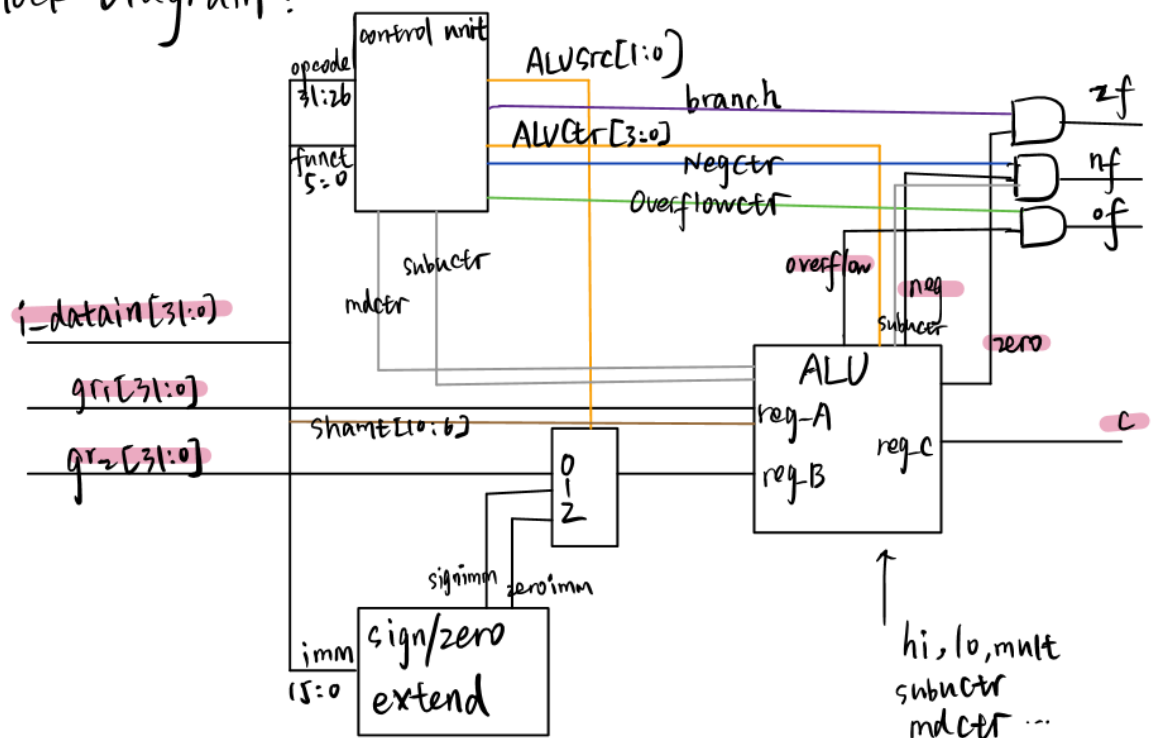 Diagram :
control unit
opcode
31:26
funct
5:0
ALUSrc[1:0]
branch
ALUCtr[3:0]
NegCtr
Overflowctr
zf
nf
of
subuctr
mdctr
overflow
neg
subuctr
zero
i_datain[31:0]
gr1[31:0]
shamt[10:6]
gr2[31:0]
ALU
reg-A
reg_B
reg_C
c
0
1
2
signimm
zeroimm
imm
15:0
sign/zero
extend
hi, lo, mult
subuctr
mdctr ...